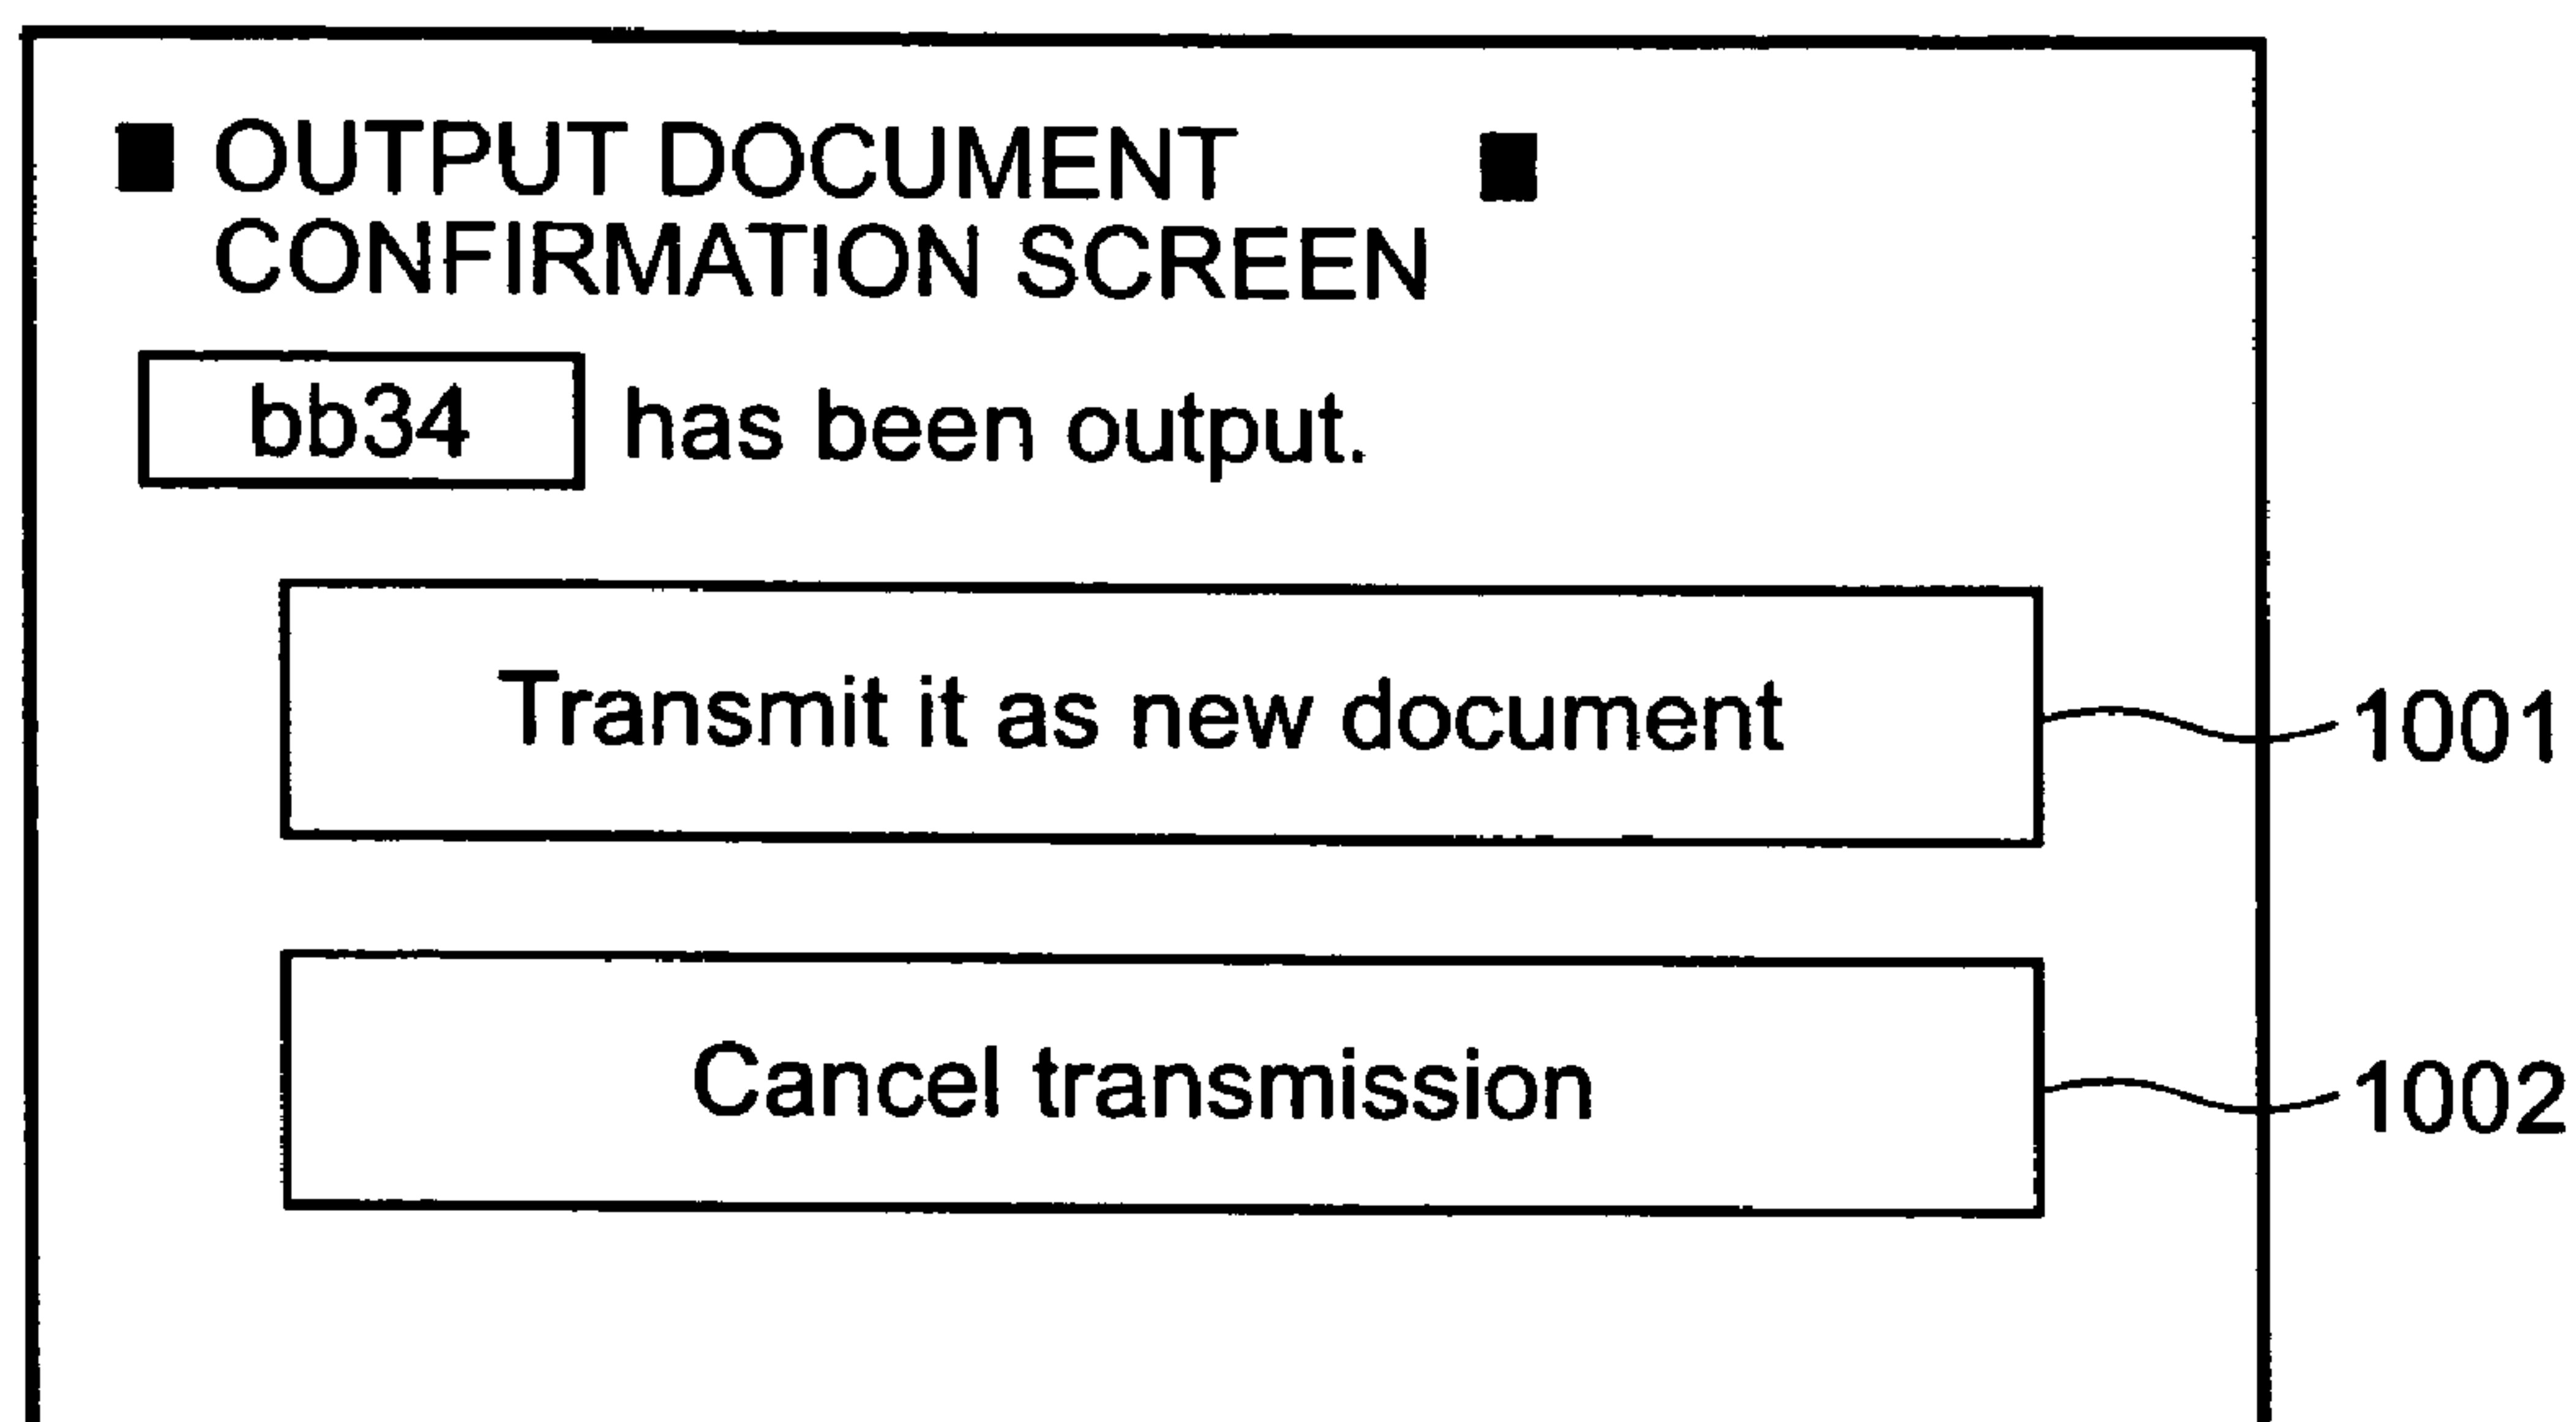 ■ OUTPUT DOCUMENT ■
CONFIRMATION SCREEN
bb34 has been output.
Transmit it as new document
1001
Cancel transmission
1002